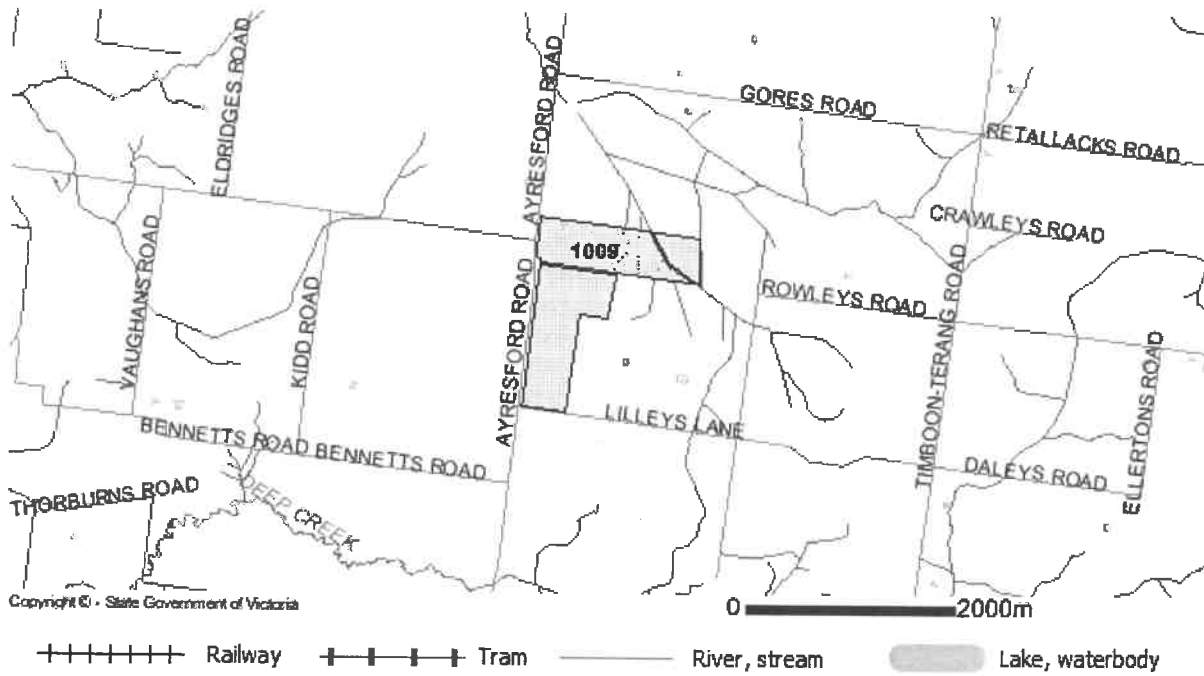 GORES ROAD
RETALLACKS ROAD
ELDRIDGES ROAD
AYRESFORD ROAD
CRAWLEYS ROAD
1009
VAUGHANS ROAD
KIDD ROAD
AYRESFORD ROAD
ROWLEYS ROAD
TIMBOON-TERANG ROAD
ELLERTONS ROAD
LILLEYS LANE
BENNETTS ROAD BENNETTS ROAD
DALEYS ROAD
THORBURNS ROAD
DEEP CREEK
Copyright © - State Government of Victoria
0 2000m
Railway Tram River, stream Lake, waterbody